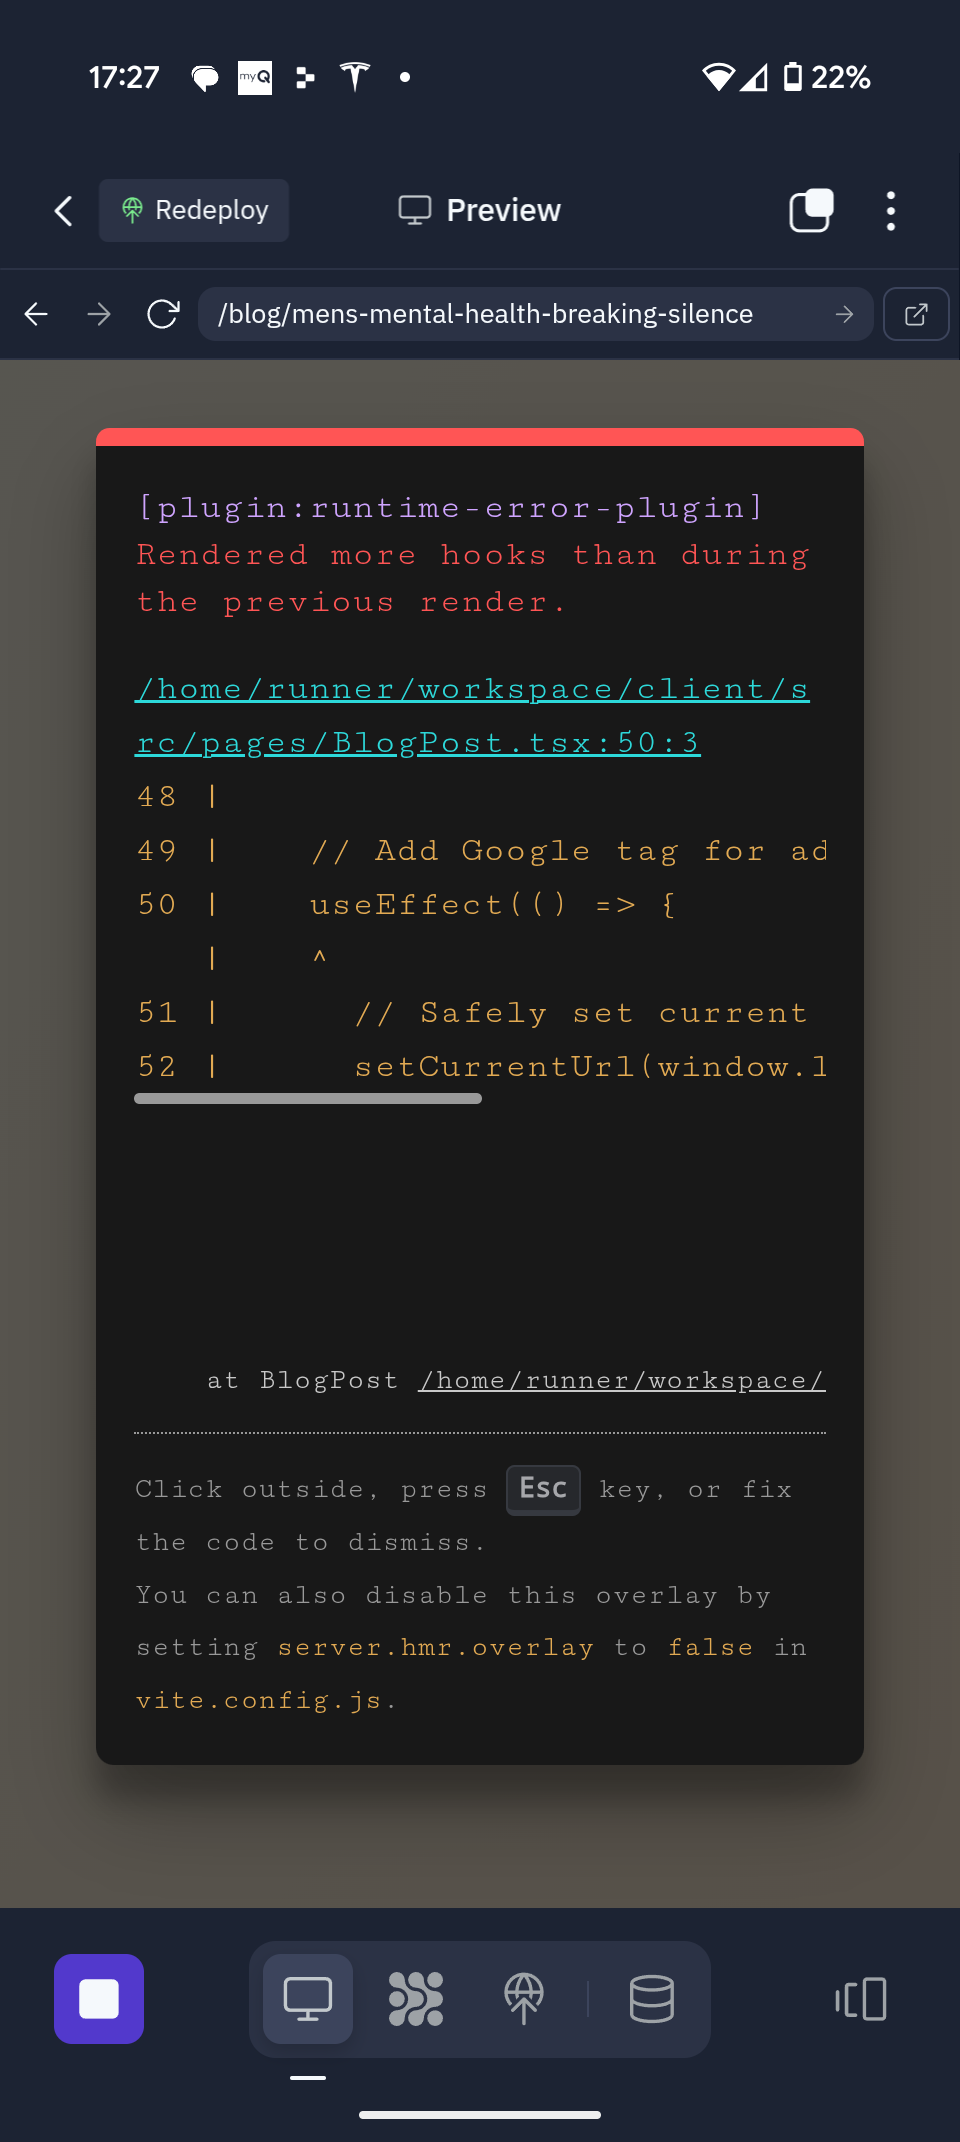 17:27
myQ
22%
Redeploy
Preview
/blog/mens-mental-health-breaking-silence
[plugin:runtime-error-plugin]
Rendered more hooks than during
the previous render.
/home/runner/workspace/client/s
rc/pages/BlogPost.tsx:50:3
48 |
49 |    // Add Google tag for ad
50 |    useEffect(() => {
   |    ^
51 |      // Safely set current
52 |      setCurrentUrl(window.l
at BlogPost /home/runner/workspace/
Click outside, press Esc key, or fix
the code to dismiss.
You can also disable this overlay by
setting server.hmr.overlay to false in
vite.config.js.